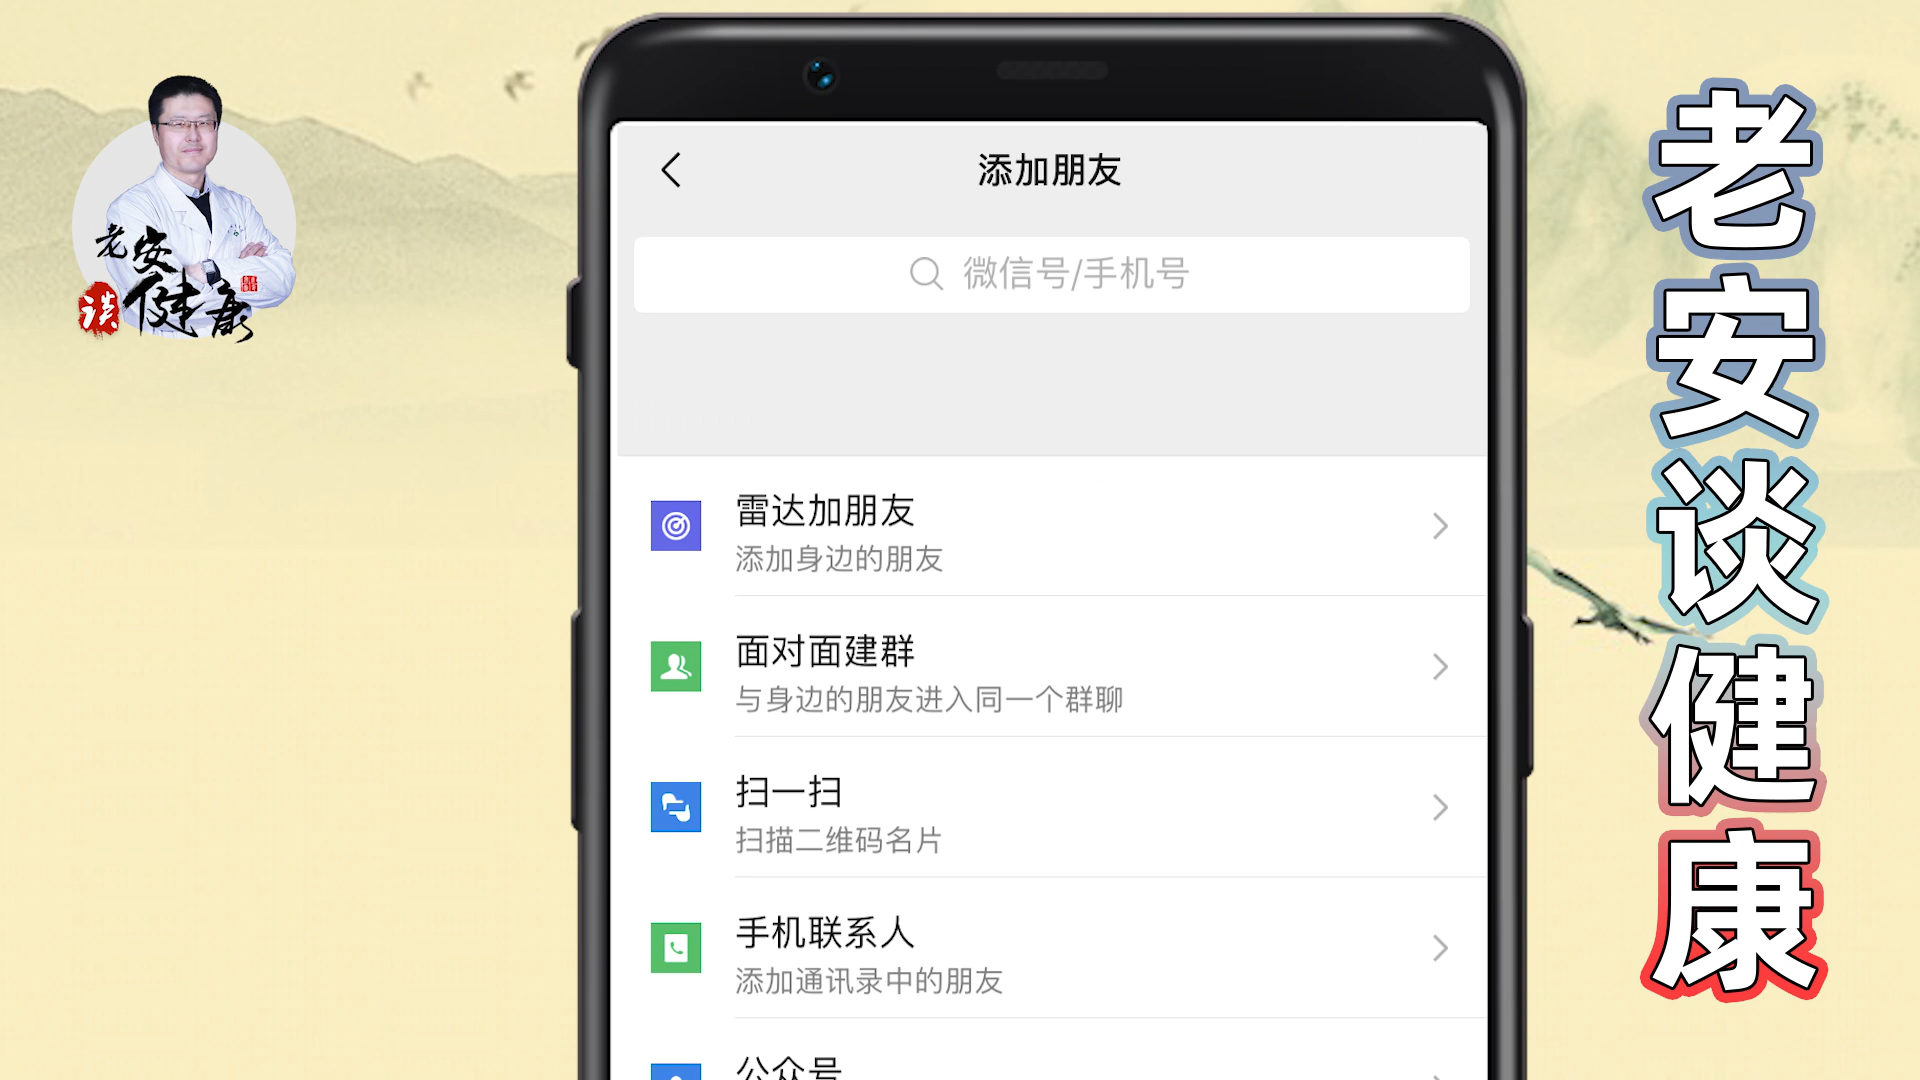 老安
谈健康
添加朋友
微信号/手机号
雷达加朋友
添加身边的朋友
面对面建群
与身边的朋友进入同一个群聊
扫一扫
扫描二维码名片
手机联系人
添加通讯录中的朋友
公众号
老安谈健康